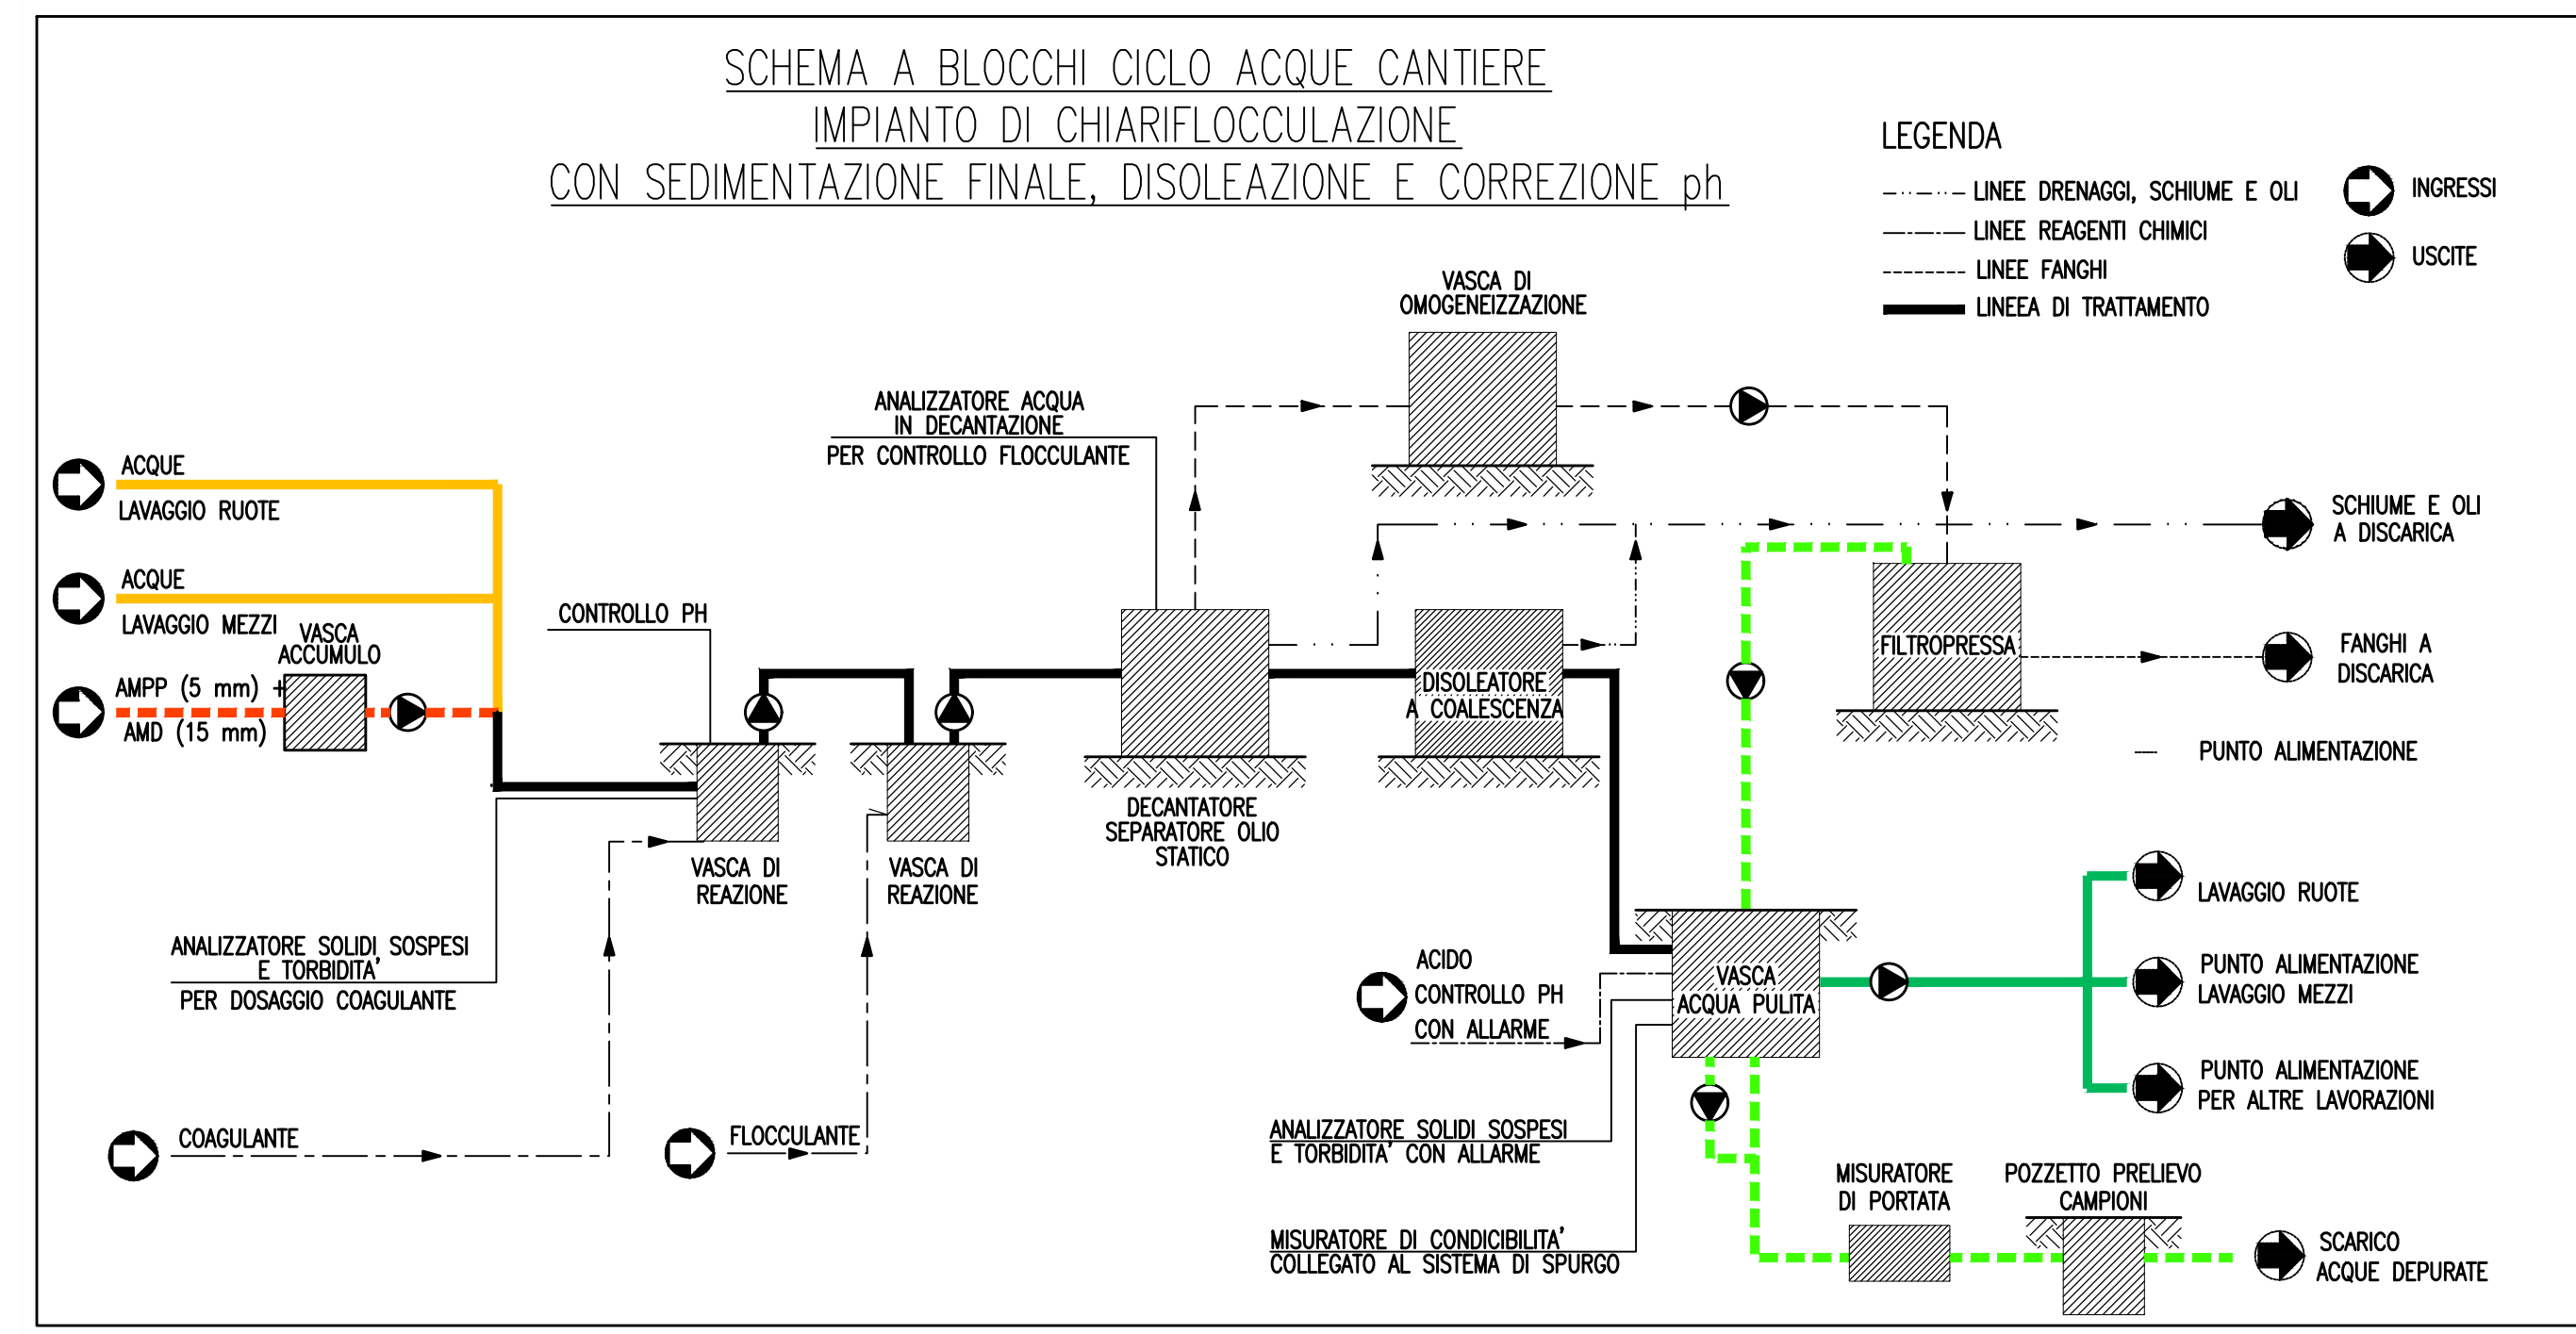 SCHEMA A BLOCCHI CICLO ACQUE CANTIERE
IMPIANTO DI CHIARIFLOCCULAZIONE
CON SEDIMENTAZIONE FINALE, DISOLEAZIONE E CORREZIONE ph
LEGENDA
LINEE DRENAGGI, SCHIUME E OLI
LINEE REAGENTI CHIMICI
LINEE FANGHI
LINEEA DI TRATTAMENTO
INGRESSI
USCITE
VASCA DI
OMOGENEIZZAZIONE
ANALIZZATORE ACQUA
IN DECANTAZIONE
PER CONTROLLO FLOCCULANTE
ACQUE
LAVAGGIO RUOTE
ACQUE
LAVAGGIO MEZZI
VASCA
ACCUMULO
AMPP (5 mm) +
AMD (15 mm)
CONTROLLO PH
SCHIUME E OLI
A DISCARICA
FILTROPRESSA
FANGHI A
DISCARICA
DISOLEATORE
A COALESCENZA
PUNTO ALIMENTAZIONE
DECANTATORE
SEPARATORE OLIO
STATICO
VASCA DI
REAZIONE
VASCA DI
REAZIONE
ANALIZZATORE SOLIDI SOSPESI
E TORBIDITA'
PER DOSAGGIO COAGULANTE
LAVAGGIO RUOTE
ACIDO
CONTROLLO PH
CON ALLARME
VASCA
ACQUA PULITA
PUNTO ALIMENTAZIONE
LAVAGGIO MEZZI
PUNTO ALIMENTAZIONE
PER ALTRE LAVORAZIONI
COAGULANTE
FLOCCULANTE
ANALIZZATORE SOLIDI SOSPESI
E TORBIDITA' CON ALLARME
MISURATORE
DI PORTATA
POZZETTO PRELIEVO
CAMPIONI
MISURATORE DI CONDICIBILITA'
COLLEGATO AL SISTEMA DI SPURGO
SCARICO
ACQUE DEPURATE